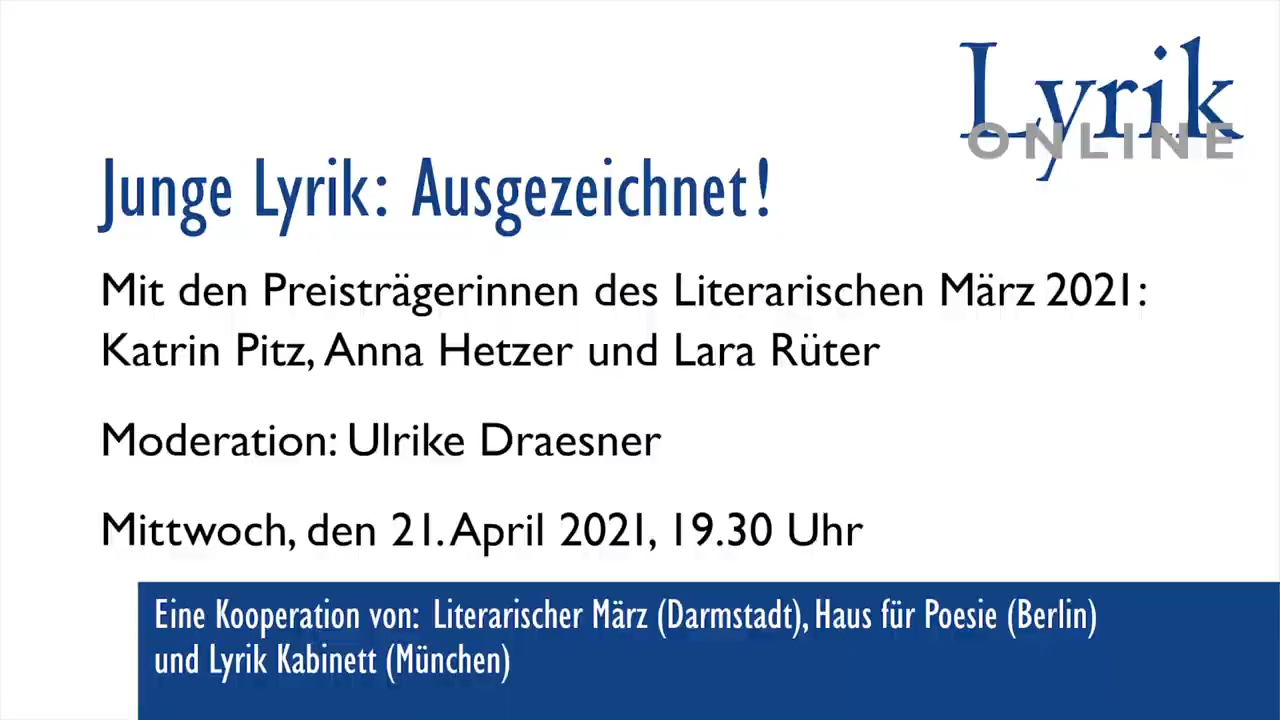 Lyrik
ONLINE
Junge Lyrik: Ausgezeichnet!
Mit den Preisträgerinnen des Literarischen März 2021:
Katrin Pitz, Anna Hetzer und Lara Rüter
Moderation: Ulrike Draesner
Mittwoch, den 21. April 2021, 19.30 Uhr
Eine Kooperation von: Literarischer März (Darmstadt), Haus für Poesie (Berlin)
und Lyrik Kabinett (München)